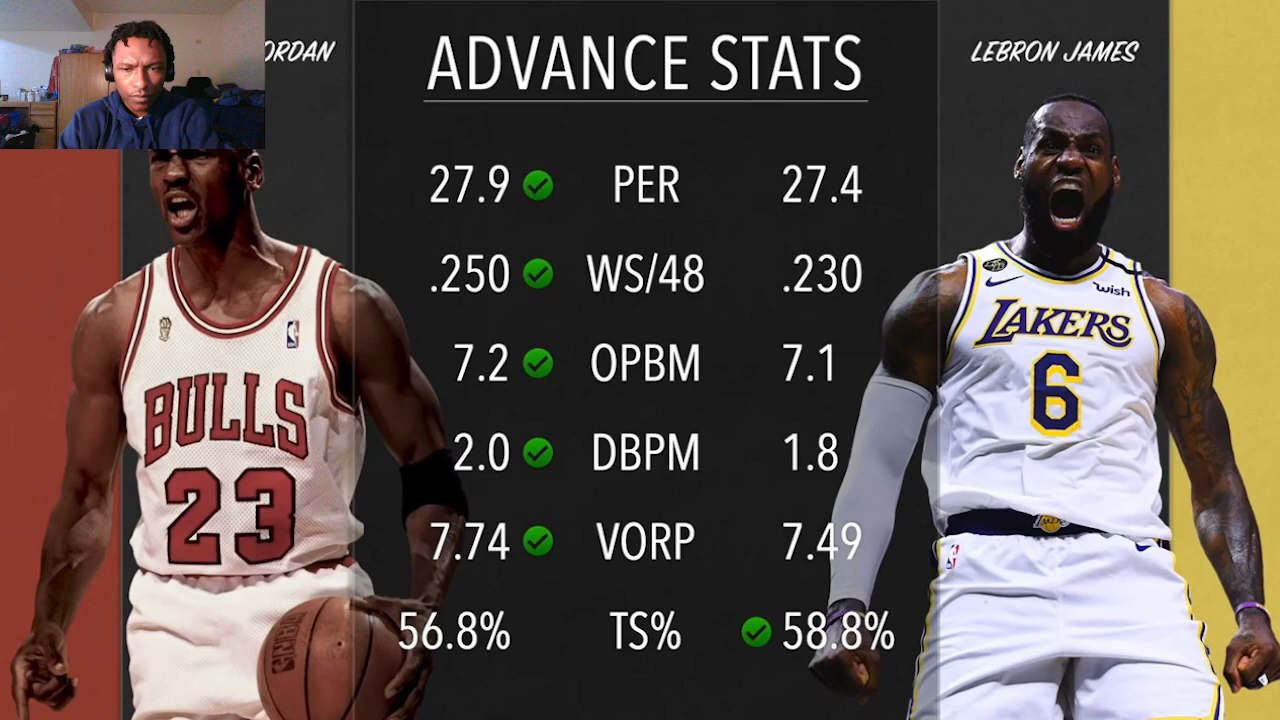 ORDAN
ADVANCE STATS
LEBRON JAMES
27.9 PER 27.4
.250 WS/48 .230
7.2 OPBM 7.1
2.0 DBPM 1.8
7.74 VORP 7.49
56.8% TS% 58.8%
BULLS
23
wish
LAKERS
6